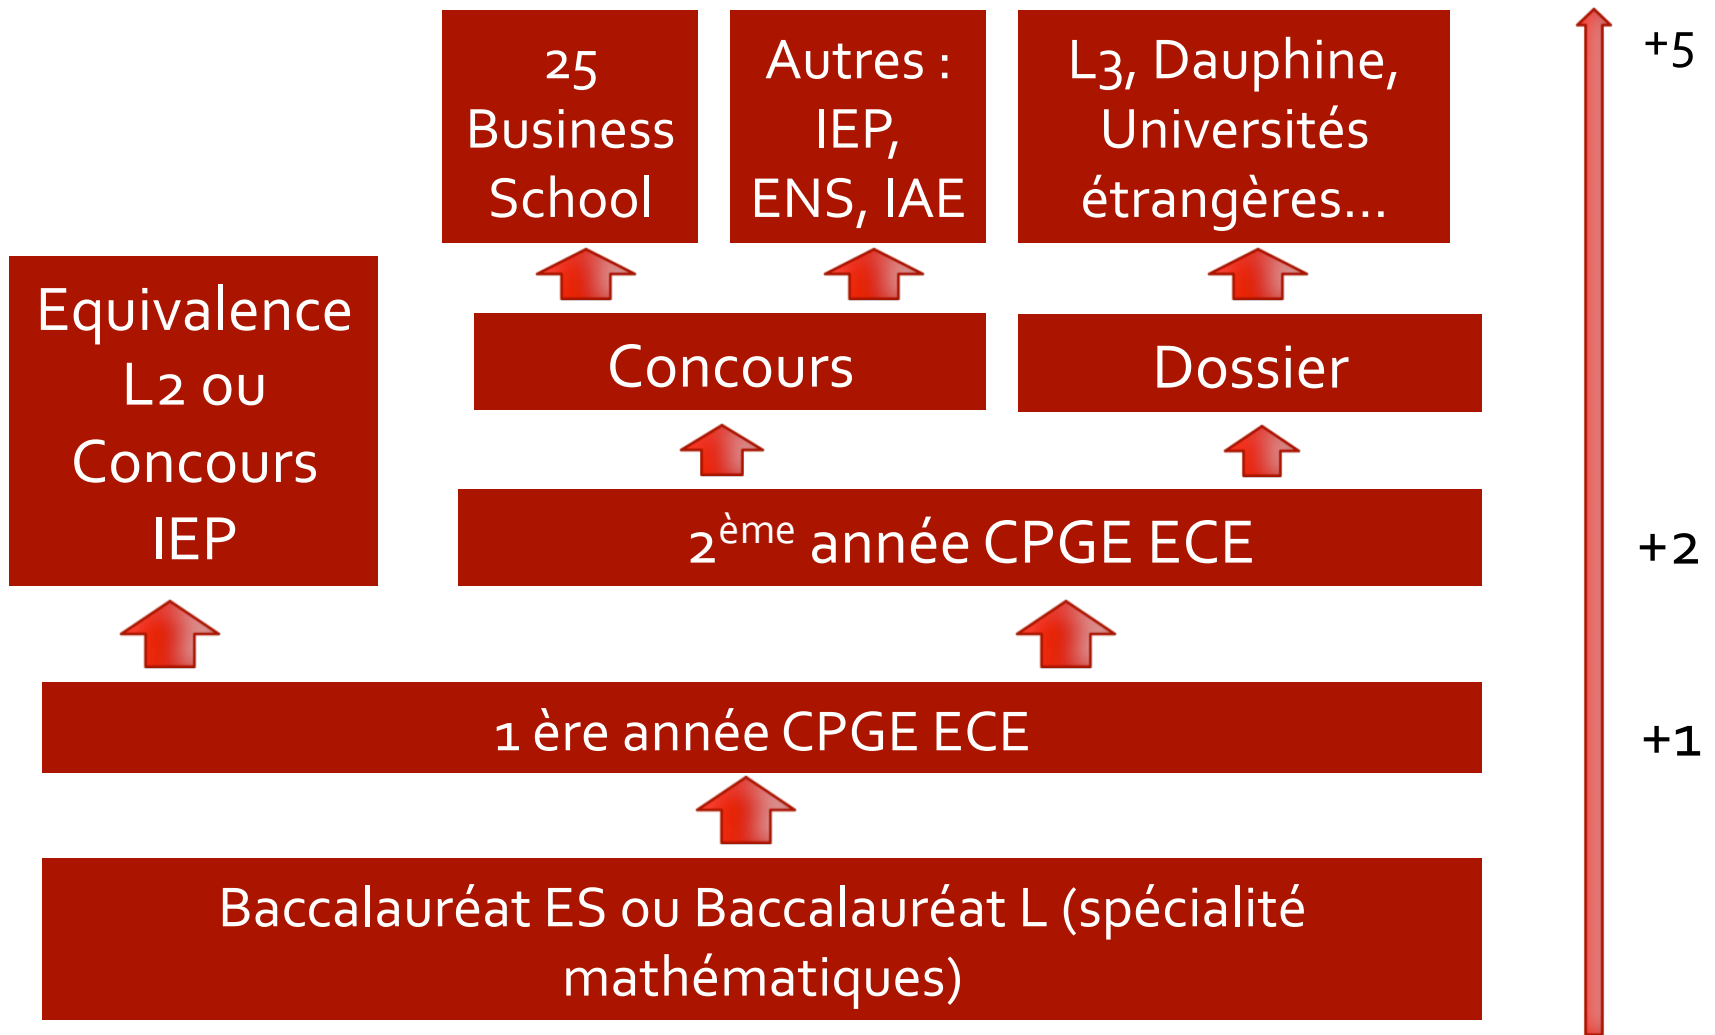 25
Business
School
Autres :
IEP,
ENS, IAE
L3, Dauphine,
Universités
étrangères...
+5
Equivalence
L2 ou
Concours
IEP
Concours
Dossier
2ème année CPGE ECE
+2
1 ère année CPGE ECE
+1
Baccalauréat ES ou Baccalauréat L (spécialité
mathématiques)